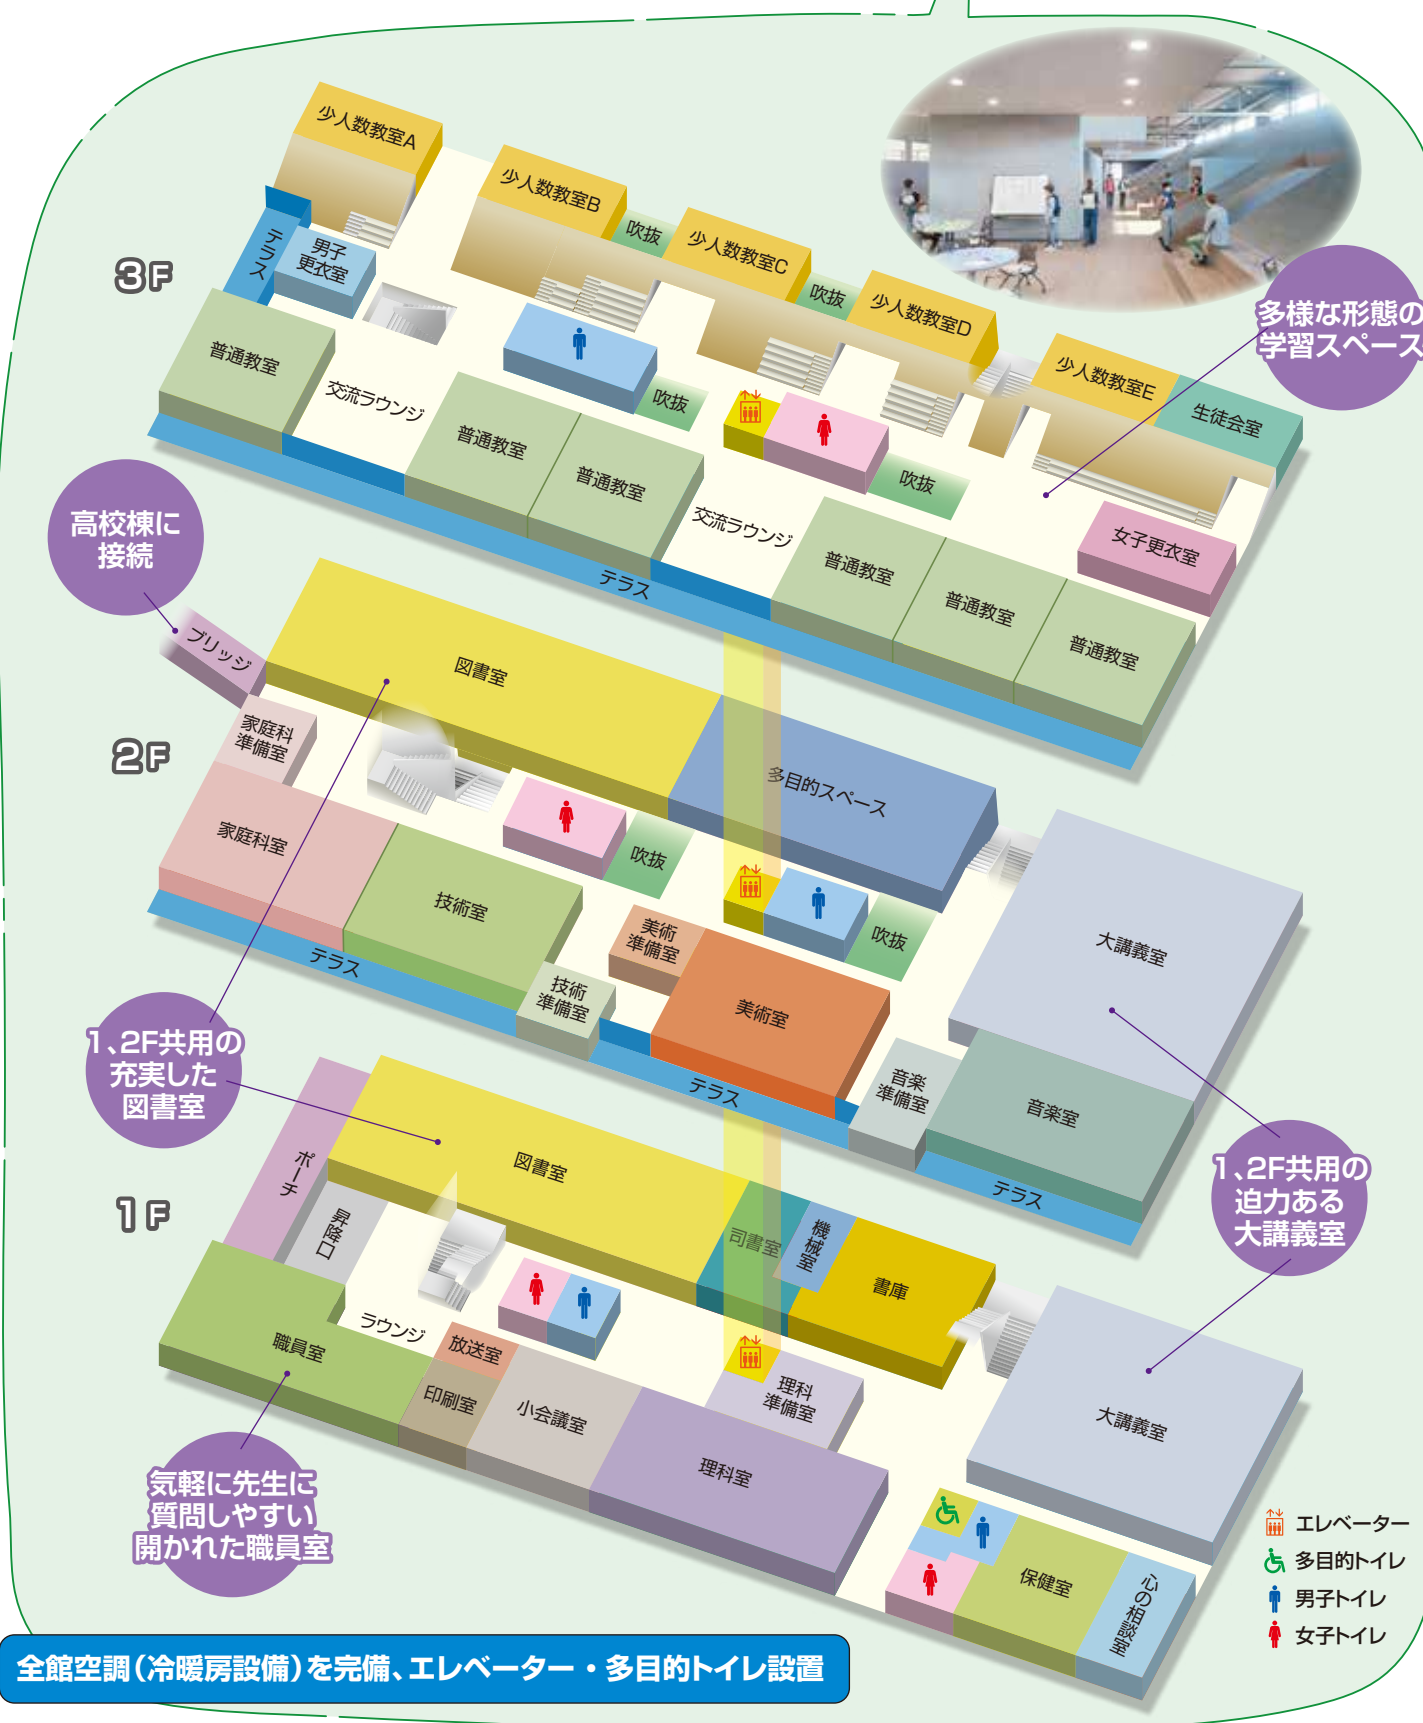 3F
少人数教室A
少人数教室B
吹抜
少人数教室C
吹抜
少人数教室D
少人数教室E
生徒会室
テラス
男子
更衣室
普通教室
交流ラウンジ
吹抜
普通教室
普通教室
吹抜
交流ラウンジ
女子更衣室
普通教室
普通教室
普通教室
テラス
多様な形態の
学習スペース
高校棟に
接続
2F
ブリッジ
図書室
家庭科
準備室
多目的スペース
家庭科室
吹抜
技術室
美術
準備室
吹抜
大講義室
テラス
技術
準備室
美術室
音楽
準備室
音楽室
テラス
テラス
1、2F共用の
充実した
図書室
1、2F共用の
迫力ある
大講義室
1F
ポーチ
図書室
昇降口
司書室
機械室
書庫
職員室
ラウンジ
放送室
印刷室
小会議室
理科
準備室
理科室
大講義室
保健室
心の相談室
気軽に先生に
質問しやすい
開かれた職員室
エレベーター
多目的トイレ
男子トイレ
女子トイレ
全館空調(冷暖房設備)を完備、エレベーター・多目的トイレ設置